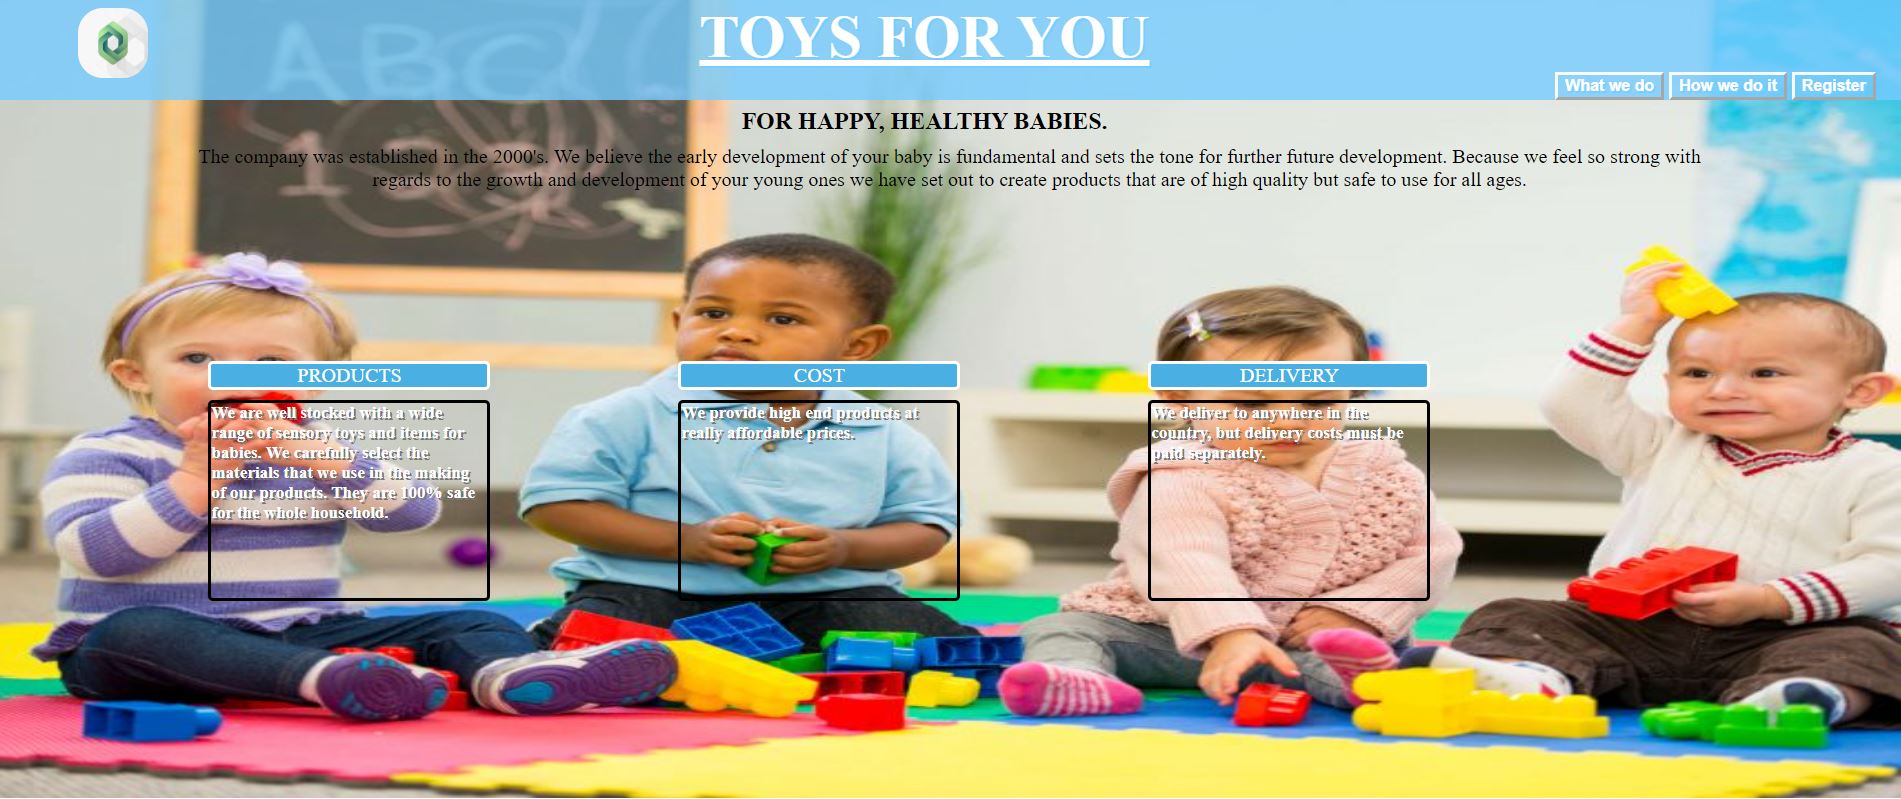 ABC
TOYS FOR YOU
What we do
How we do it
Register
FOR HAPPY, HEALTHY BABIES.
The company was established in the 2000's. We believe the early development of your baby is fundamental and sets the tone for further future development. Because we feel so strong with
regards to the growth and development of your young ones we have set out to create products that are of high quality but safe to use for all ages.
PRODUCTS
We are well stocked with a wide
range of sensory toys and items for
babies. We carefully select the
materials that we use in the making
of our products. They are 100% safe
for the whole household.
COST
We provide high end products at
really affordable prices.
DELIVERY
We deliver to anywhere in the
country, but delivery costs must be
paid separately.